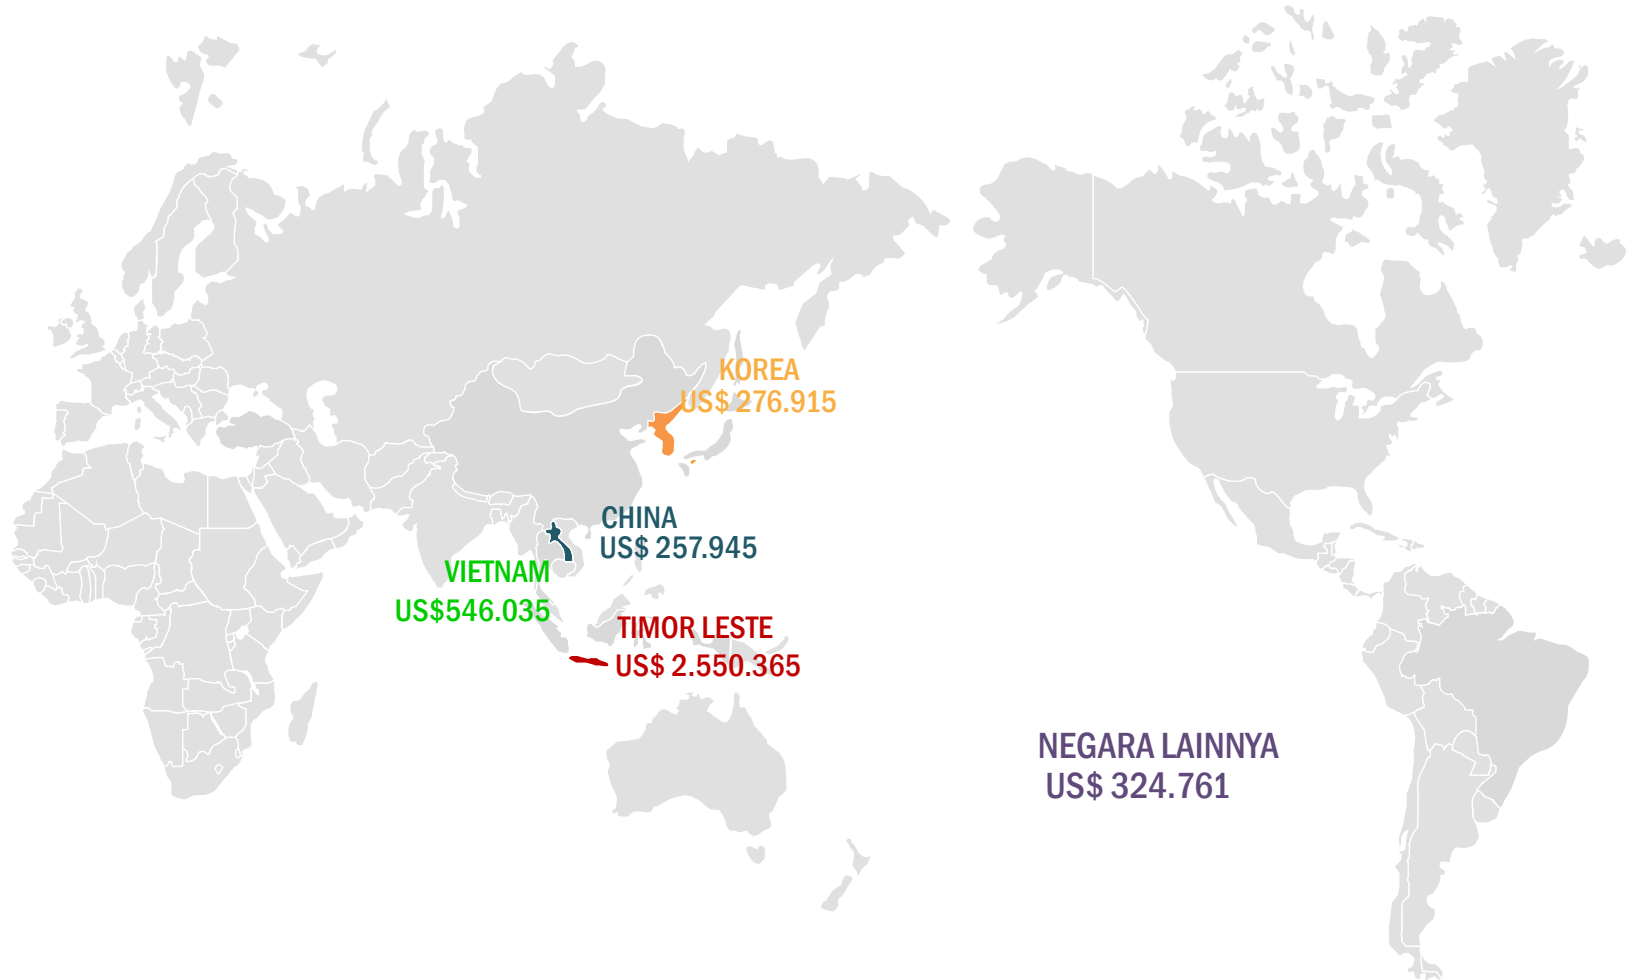 KOREA
US$ 276.915
CHINA
US$ 257.945
VIETNAM
US$546.035
TIMOR LESTE
US$ 2.550.365
NEGARA LAINNYA
US$ 324.761